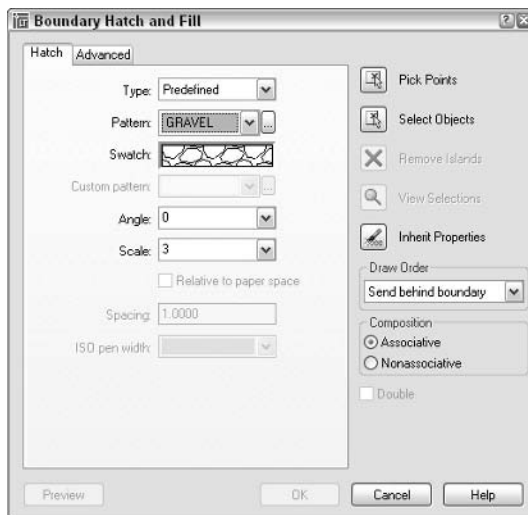 Boundary Hatch and Fill
Hatch Advanced
Type: Predefined
Pattern: GRAVEL ...
Swatch:
Custom pattern: ...
Angle: 0
Scale: 3
Relative to paper space
Spacing: 1.0000
ISO pen width:
Pick Points
Select Objects
Remove Islands
View Selections
Inherit Properties
Draw Order
Send behind boundary
Composition
Associative
Nonassociative
Double
Preview OK Cancel Help